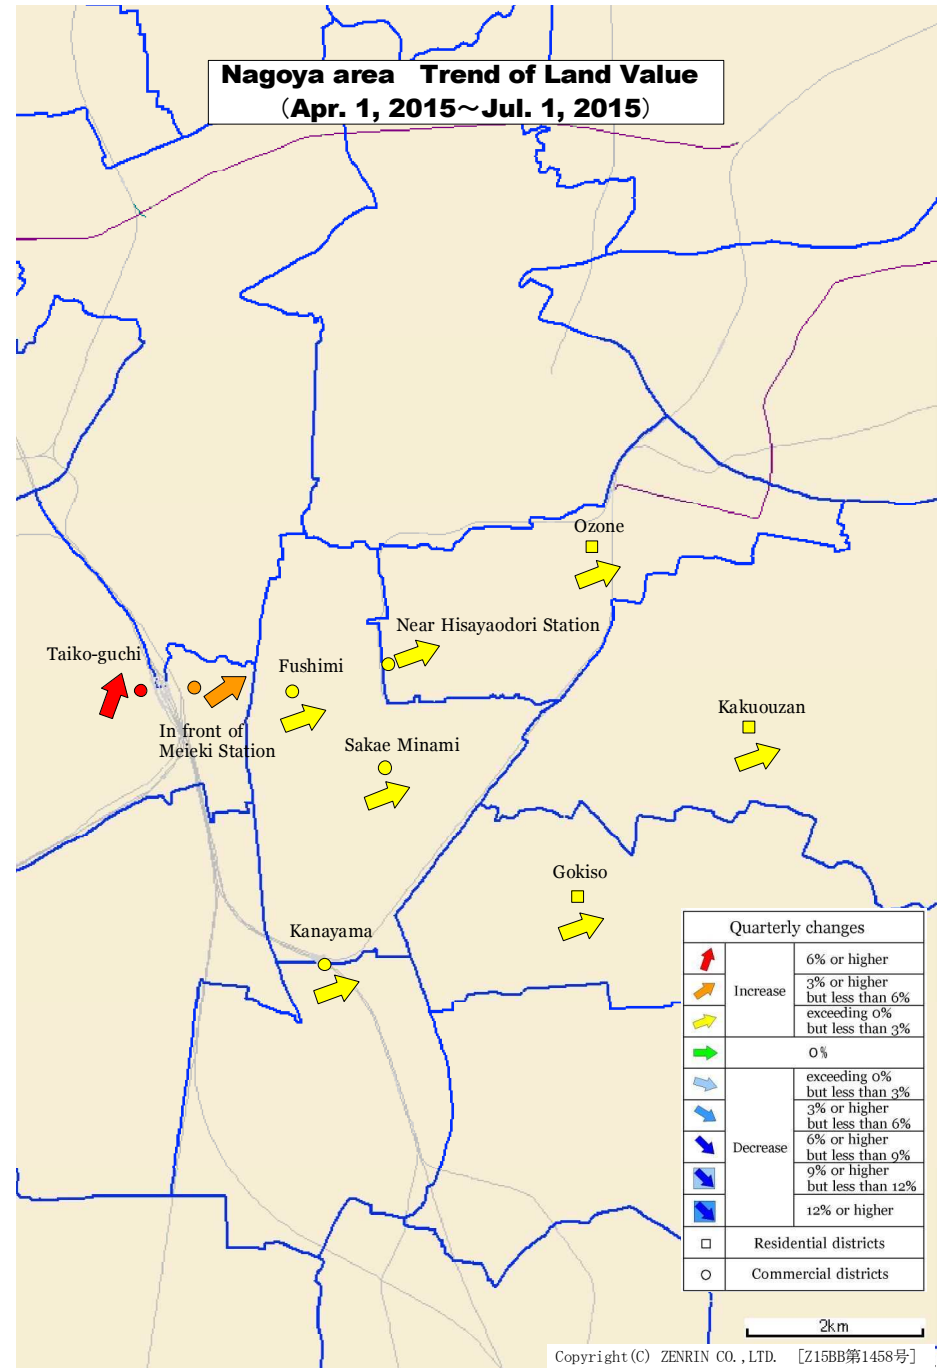 Nagoya area Trend of Land Value
（Apr. 1, 2015～Jul. 1, 2015）
Ozone
Near Hisayaodori Station
Taiko-guchi
Fushimi
In front of
Meieki Station
Kakuouzan
Sakae Minami
Gokiso
Kanayama
Quarterly changes
Increase
6% or higher
3% or higher
but less than 6%
exceeding 0%
but less than 3%
0%
Decrease
exceeding 0%
but less than 3%
3% or higher
but less than 6%
6% or higher
but less than 9%
9% or higher
but less than 12%
12% or higher
Residential districts
Commercial districts
2km
Copyright(C) ZENRIN CO.,LTD. [Z15BB第1458号]